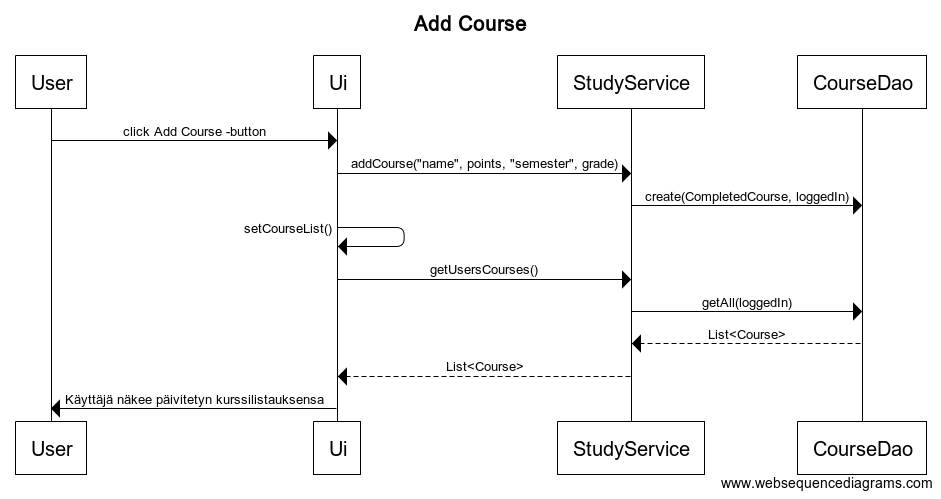 Add Course
User
Ui
StudyService
CourseDao
click Add Course -button
addCourse("name", points, "semester", grade)
create(CompletedCourse, loggedIn)
setCourseList()
getUsersCourses()
getAll(loggedIn)
List<Course>
List<Course>
Käyttäjä näkee päivitetyn kurssilistauksensa
User
Ui
StudyService
CourseDao
www.websequencediagrams.com